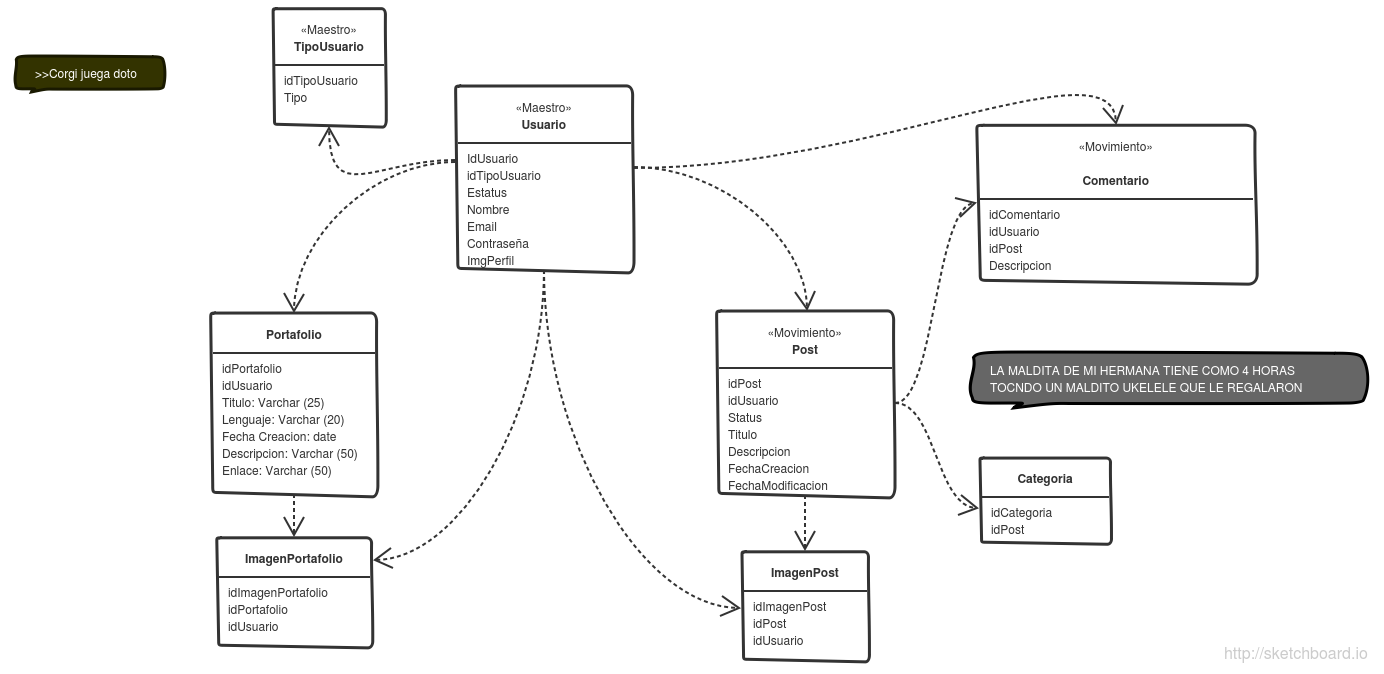 «Maestro»
TipoUsuario
idTipoUsuario
Tipo
>>Corgi juega doto
«Maestro»
Usuario
IdUsuario
idTipoUsuario
Estatus
Nombre
Email
Contraseña
ImgPerfil
«Movimiento»
Comentario
idComentario
idUsuario
idPost
Descripcion
Portafolio
idPortafolio
idUsuario
Titulo: Varchar (25)
Lenguaje: Varchar (20)
Fecha Creacion: date
Descripcion: Varchar (50)
Enlace: Varchar (50)
«Movimiento»
Post
idPost
idUsuario
Status
Titulo
Descripcion
FechaCreacion
FechaModificacion
LA MALDITA DE MI HERMANA TIENE COMO 4 HORAS
TOCNDO UN MALDITO UKELELE QUE LE REGALARON
Categoria
idCategoria
idPost
ImagenPortafolio
idImagenPortafolio
idPortafolio
idUsuario
ImagenPost
idImagenPost
idPost
idUsuario
http://sketchboard.io